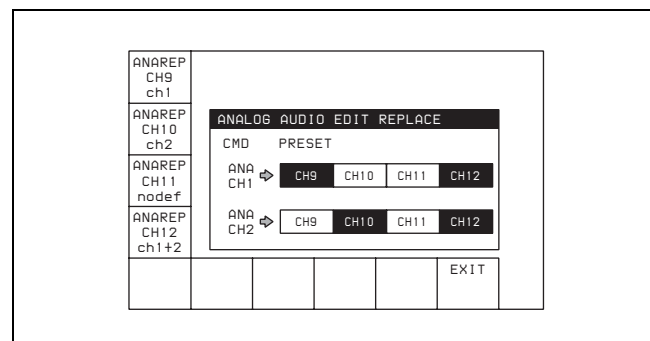 ANAREP
CH9
ch1
ANAREP
CH10
ch2
ANAREP
CH11
nodef
ANAREP
CH12
ch1+2
ANALOG AUDIO EDIT REPLACE
CMD PRESET
ANA CH1 CH9 CH10 CH11 CH12
ANA CH2 CH9 CH10 CH11 CH12
EXIT